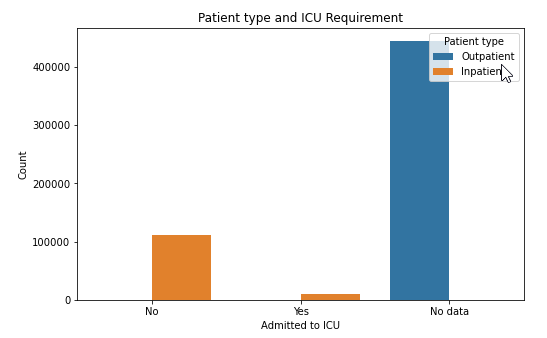 Patient type and ICU Requirement
Patient type
Outpatient
Inpatient
400000
300000
200000
100000
0
Count
No
Yes
No data
Admitted to ICU